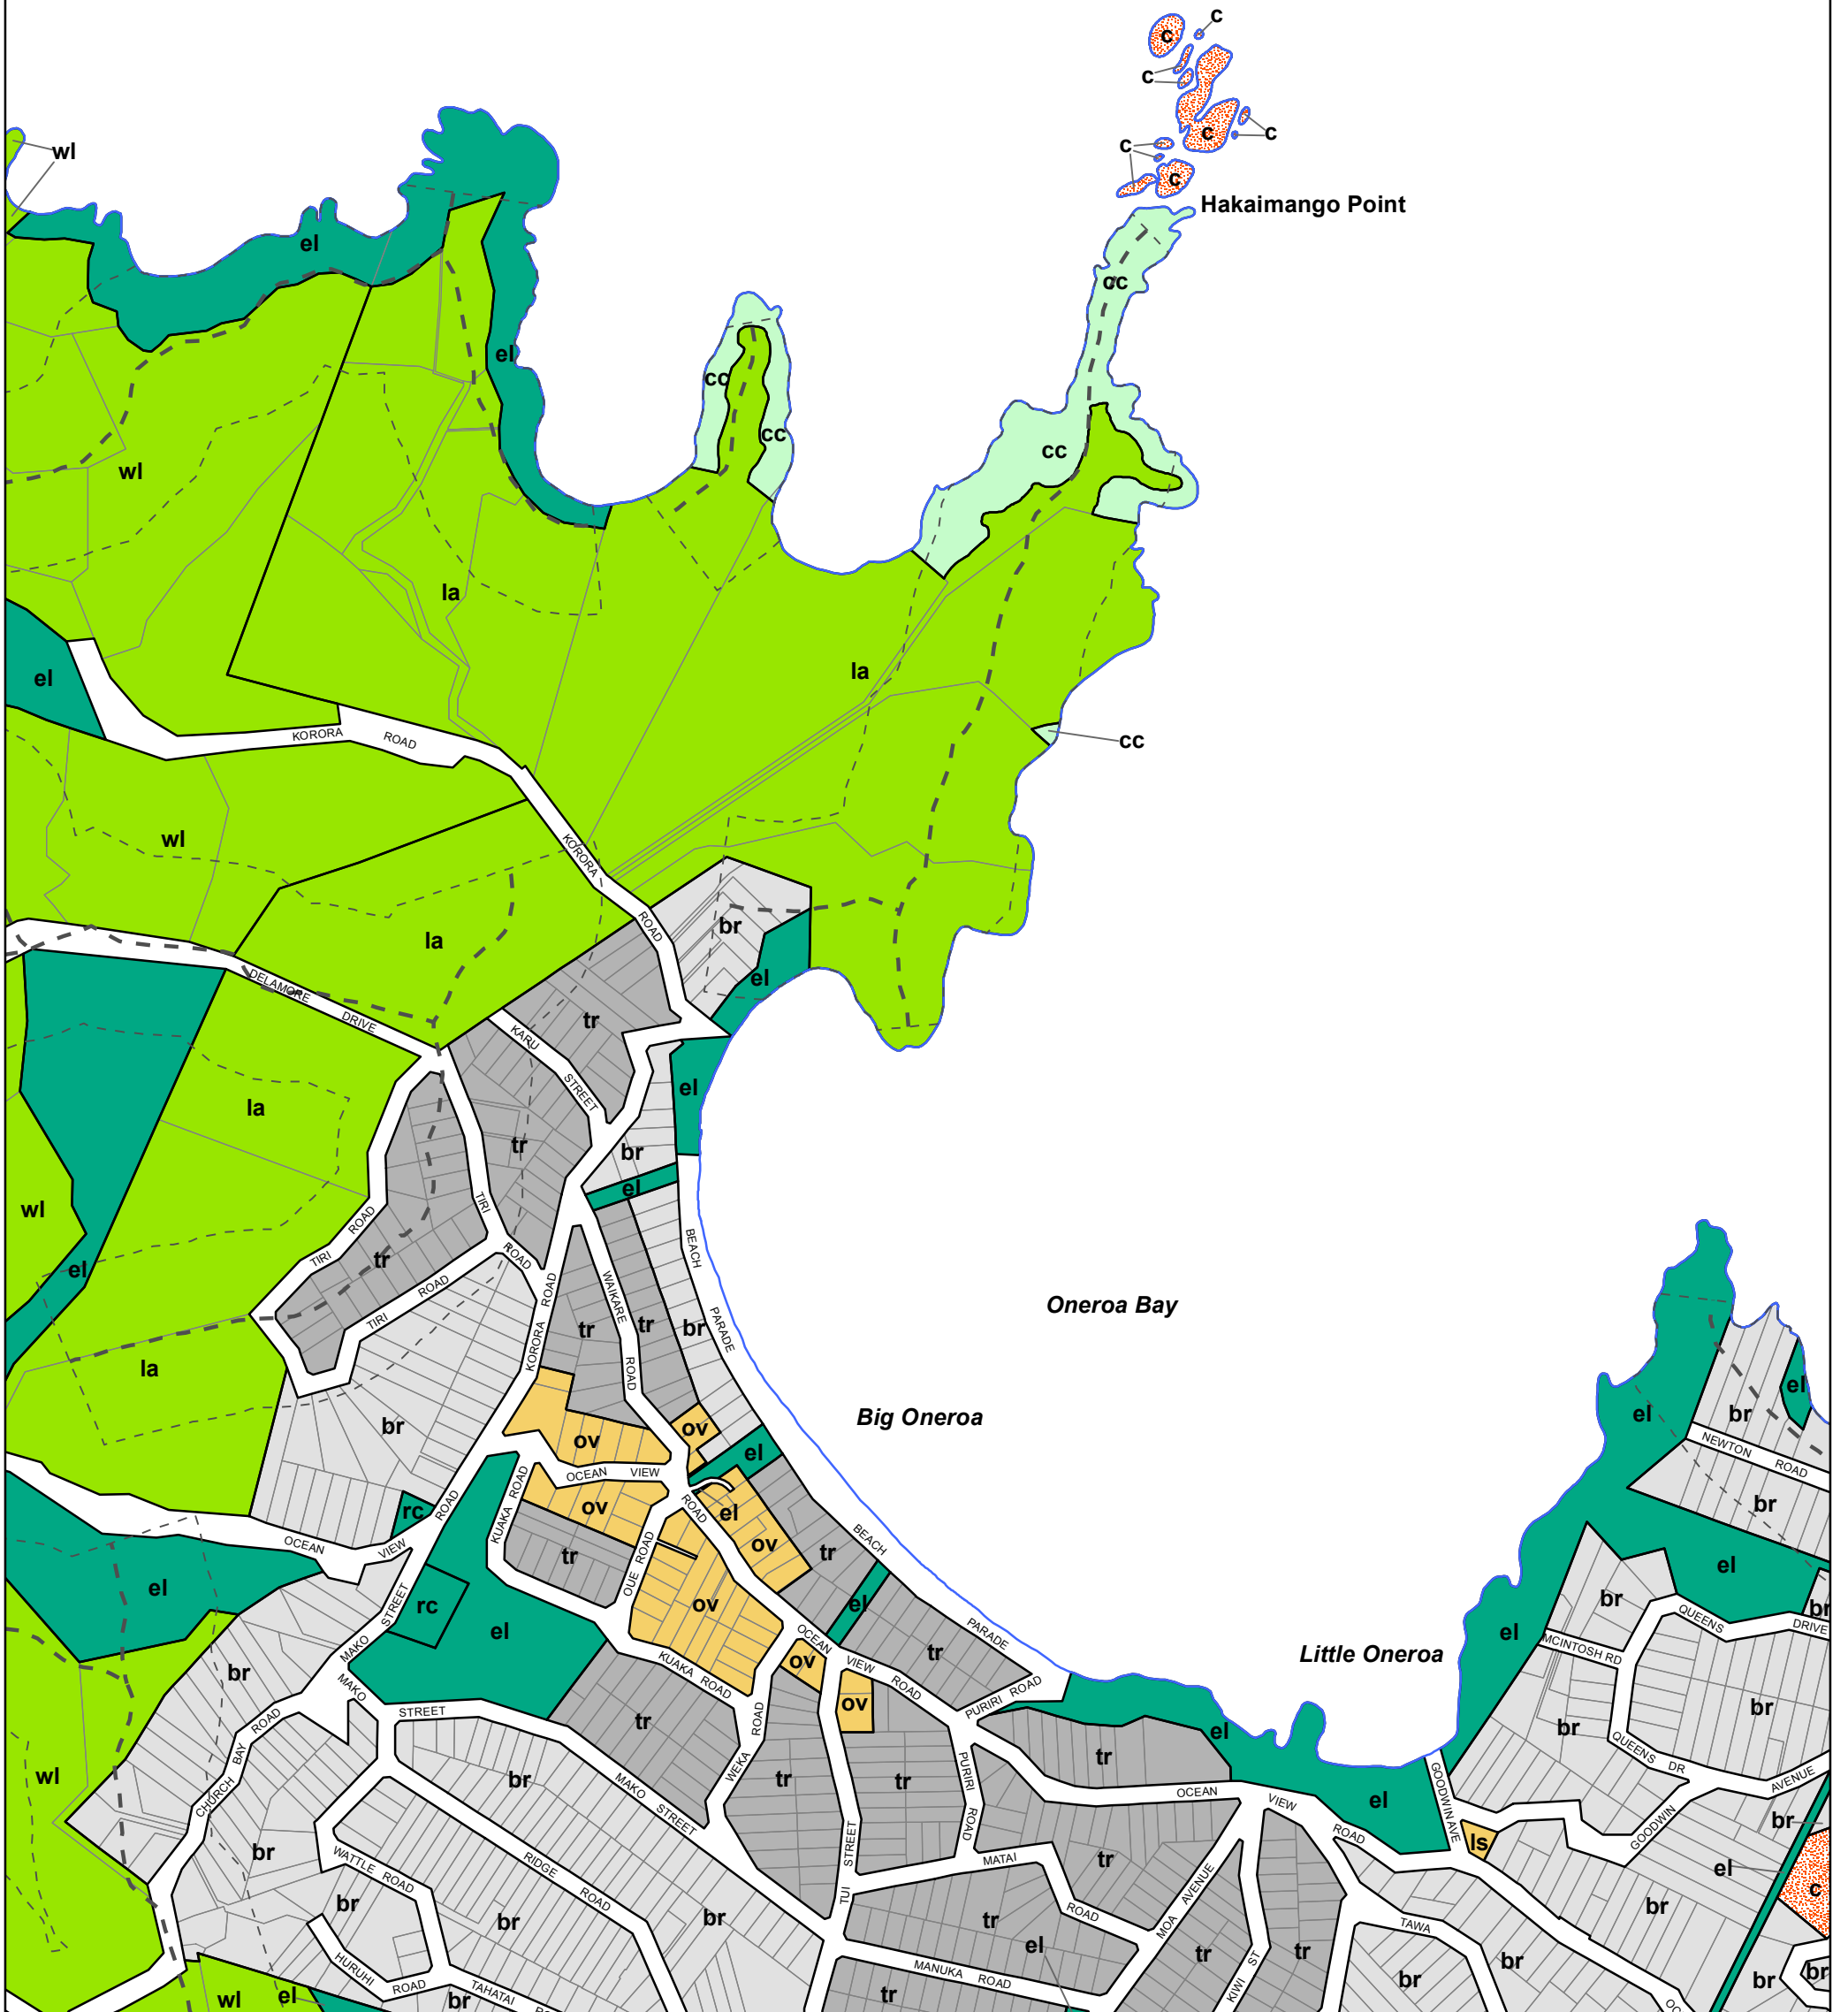 c
c
c
c
c
c
c
Hakaimango Point
wl
el
cc
el
cc
cc
cc
wl
la
la
el
KORORA
ROAD
cc
wl
KORORA
ROAD
br
la
el
DELAMORE
DRIVE
tr
KARU
STREET
el
la
tr
br
el
wl
TIRI
ROAD
TIRI
ROAD
tr
TIRI
ROAD
el
BEACH
PARADE
KORORA ROAD
WAIKARE
ROAD
tr
tr
br
Oneroa Bay
la
el
br
el
br
Big Oneroa
ov
ov
el
NEWTON
ROAD
OCEAN
VIEW
ROAD
KUAKA ROAD
rc
ROAD
ov
el
br
OCEAN
VIEW
tr
OUE ROAD
ov
tr
BEACH
PARADE
el
el
rc
MAKO
STREET
ov
el
br
br
QUEENS
DRIVE
el
el
MCINTOSH RD
OCEAN
VIEW
ROAD
tr
Little Oneroa
br
MAKO
STREET
KUAKA ROAD
ov
ov
PURIRI ROAD
br
br
tr
WEKA ROAD
el
QUEENS
DR
CHURCH BAY
ROAD
wl
br
MAKO
STREET
tr
tr
PURIRI
ROAD
tr
OCEAN
VIEW
ROAD
el
GOODWIN AVE
GOODWIN
AVENUE
br
ls
br
WATTLE ROAD
RIDGE
ROAD
TUI
STREET
MATAI
ROAD
tr
MOA AVENUE
el
c
br
br
br
tr
el
TAWA
br
HURUHI
ROAD
TAHATAI
MANUKA ROAD
tr
KIWI ST
tr
br
br
br
br
wl
el
br
tr